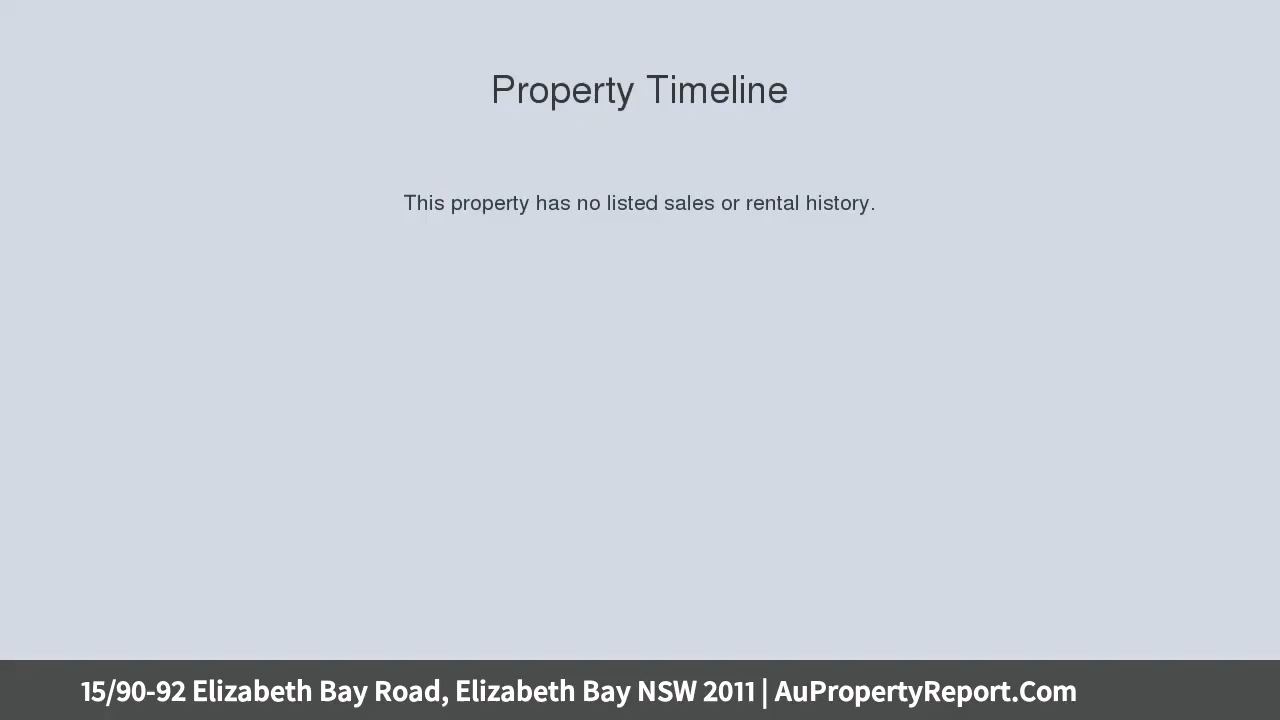 Property Timeline
This property has no listed sales or rental history.
15/90-92 Elizabeth Bay Road, Elizabeth Bay NSW 2011 | AuPropertyReport.Com